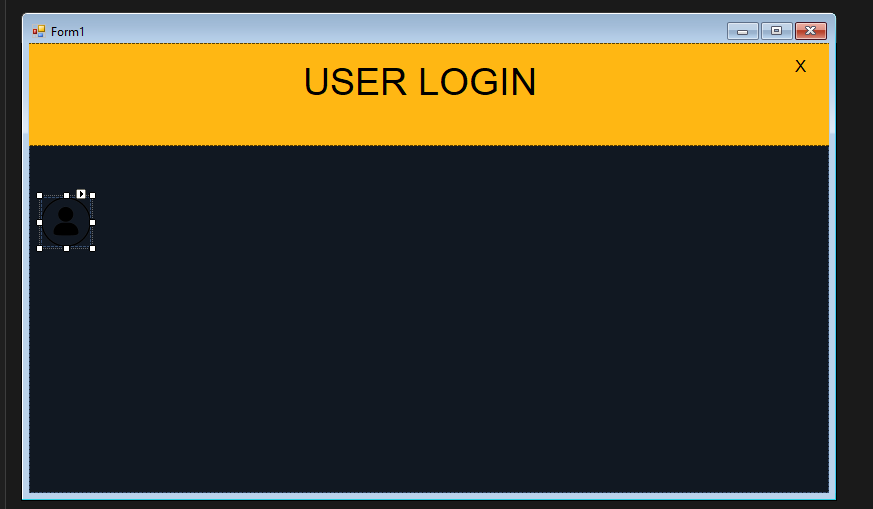 Form1
USER LOGIN
X